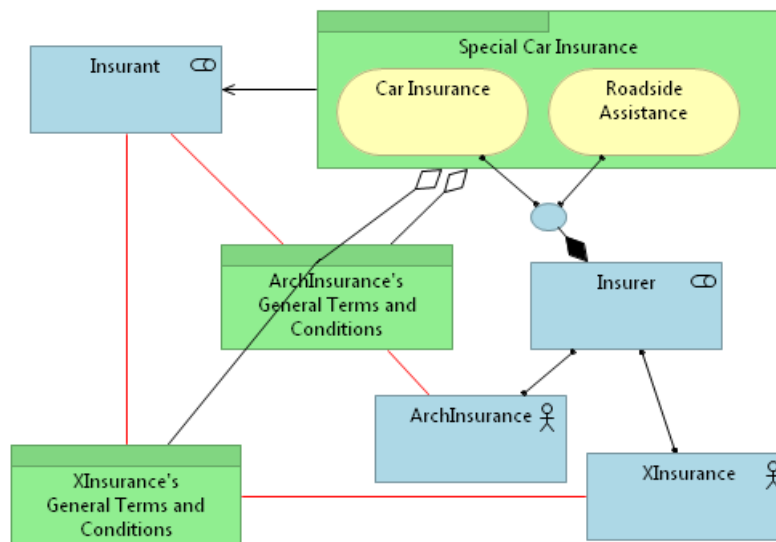 Special Car Insurance
Insurant
Car Insurance
Roadside
Assistance
ArchInsurance's
General Terms and
Conditions
Insurer
ArchInsurance
XInsurance
XInsurance's
General Terms and
Conditions